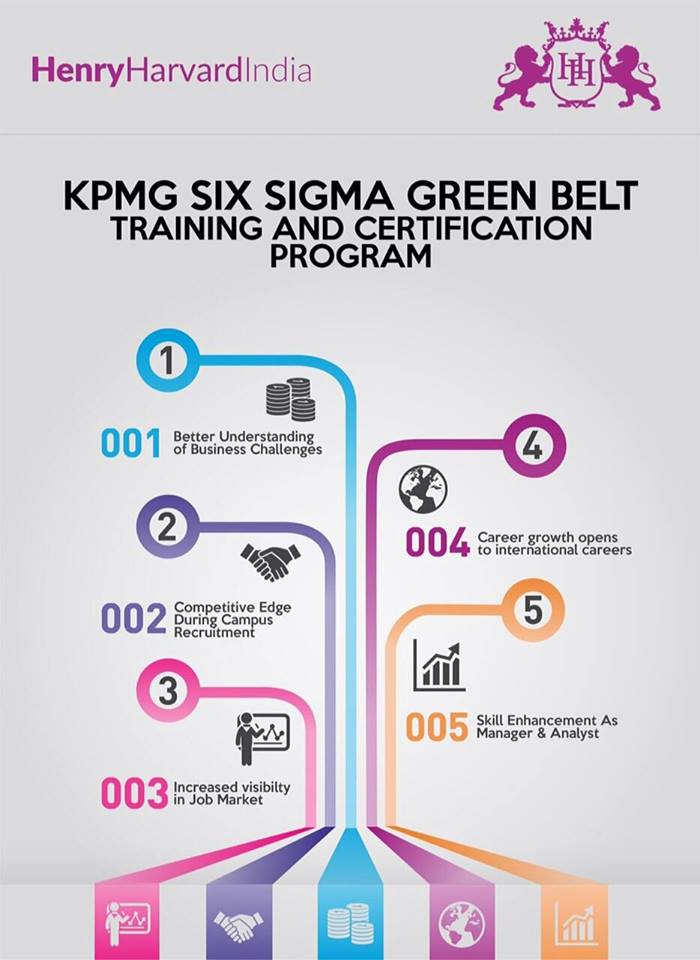 HenryHarvardIndia
HH
KPMG SIX SIGMA GREEN BELT
TRAINING AND CERTIFICATION
PROGRAM
1
001
Better Understanding
of Business Challenges
2
002
Competitive Edge
During Campus
Recruitment
3
003
Increased visibilty
in Job Market
4
004
Career growth opens
to international careers
5
005
Skill Enhancement As
Manager & Analyst